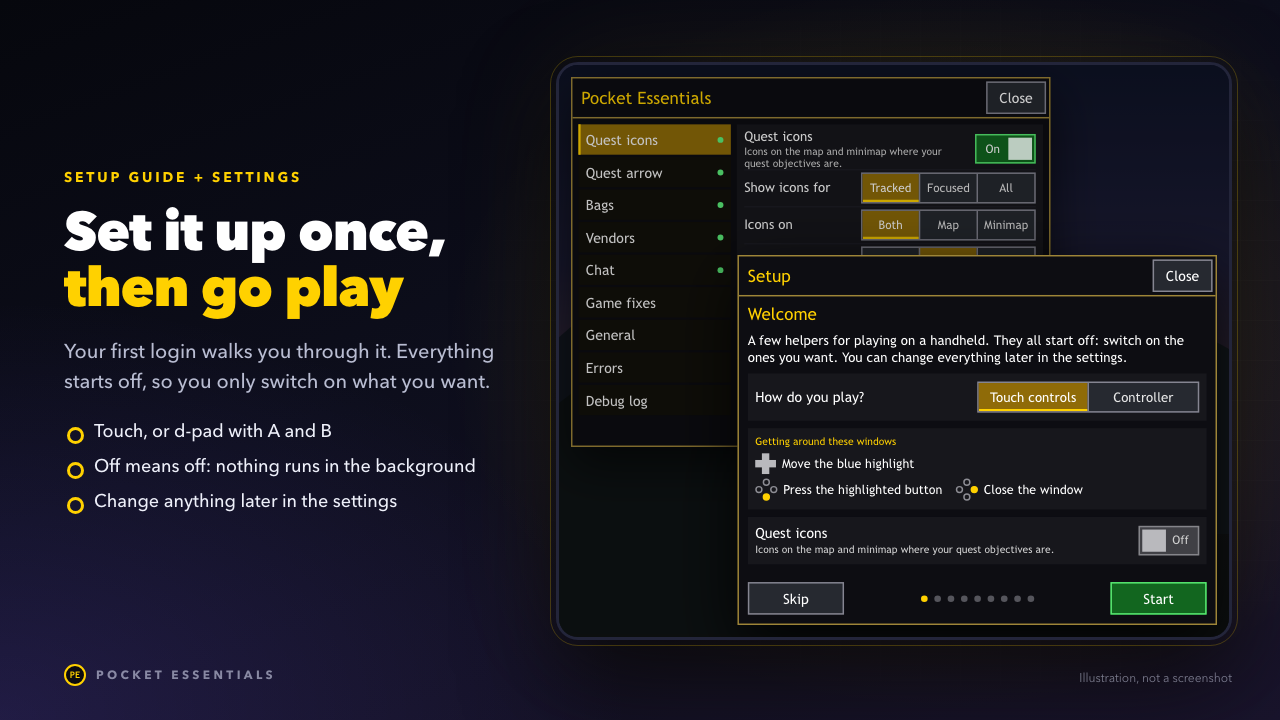 SETUP GUIDE + SETTINGS
Set it up once,
then go play
Your first login walks you through it. Everything
starts off, so you only switch on what you want.
Touch, or d-pad with A and B
Off means off: nothing runs in the background
Change anything later in the settings
PE POCKET ESSENTIALS
Pocket Essentials
Close
Quest icons
Quest arrow
Bags
Vendors
Chat
Game fixes
General
Errors
Debug log
Quest icons
Icons on the map and minimap where your
quest objectives are.
On
Show icons for
Tracked Focused All
Icons on
Both Map Minimap
Setup
Close
Welcome
A few helpers for playing on a handheld. They all start off: switch on the
ones you want. You can change everything later in the settings.
How do you play?
Touch controls Controller
Getting around these windows
Move the blue highlight
Press the highlighted button Close the window
Quest icons
Icons on the map and minimap where your quest objectives are.
Off
Skip
Start
Illustration, not a screenshot